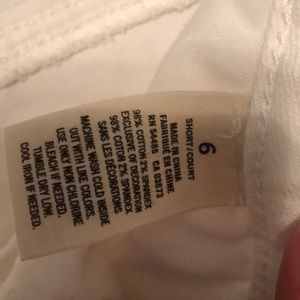 6
SHORT/COURT
MADE IN CHINA
FABRIQUE EN CHINE
RN 54485 CA 03873
98% COTTON 2% SPANDEX
EXCLUSIVE OF DECORATION
98% COTON 2% SPANDEX
SANS LES DÉCORATIONS
MACHINE WASH COLD INSIDE
OUT WITH LIKE COLORS.
USE ONLY NON CHLORINE
BLEACH IF NEEDED.
TUMBLE DRY LOW.
COOL IRON IF NEEDED.